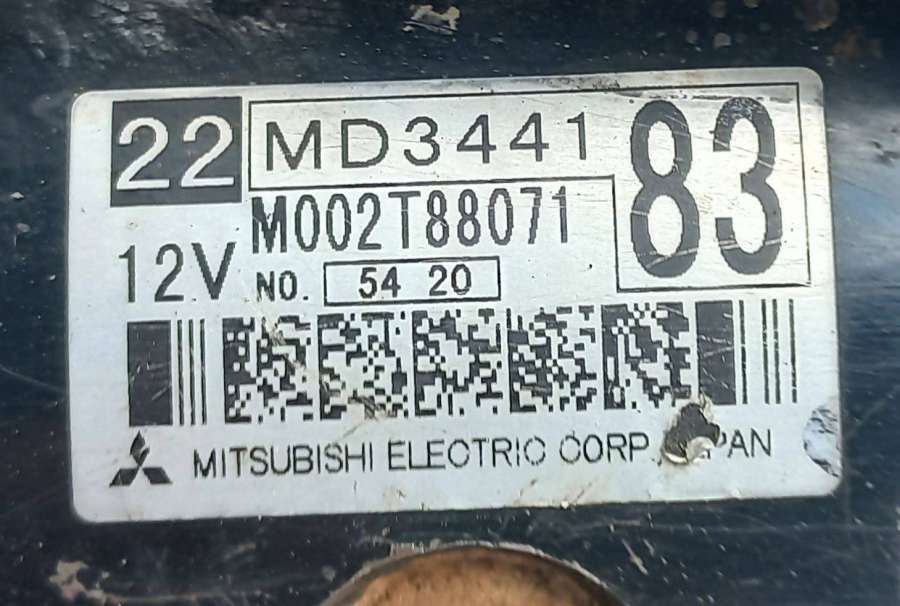 22 MD3441 83
M002T88071
12V NO. 54 20
MITSUBISHI ELECTRIC CORP.